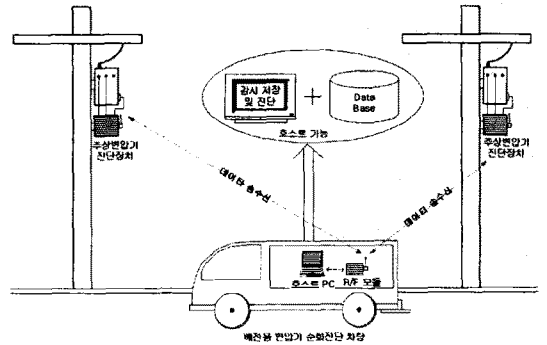 감시 저장
및 진단
+
Data
Base
호스트 기능
주상변압기
진단장치
주상변압기
진단장치
데이타 송수신
데이타 송수신
호스트 PC
R/F 모듈
배전용 변압기 순회진단 차량